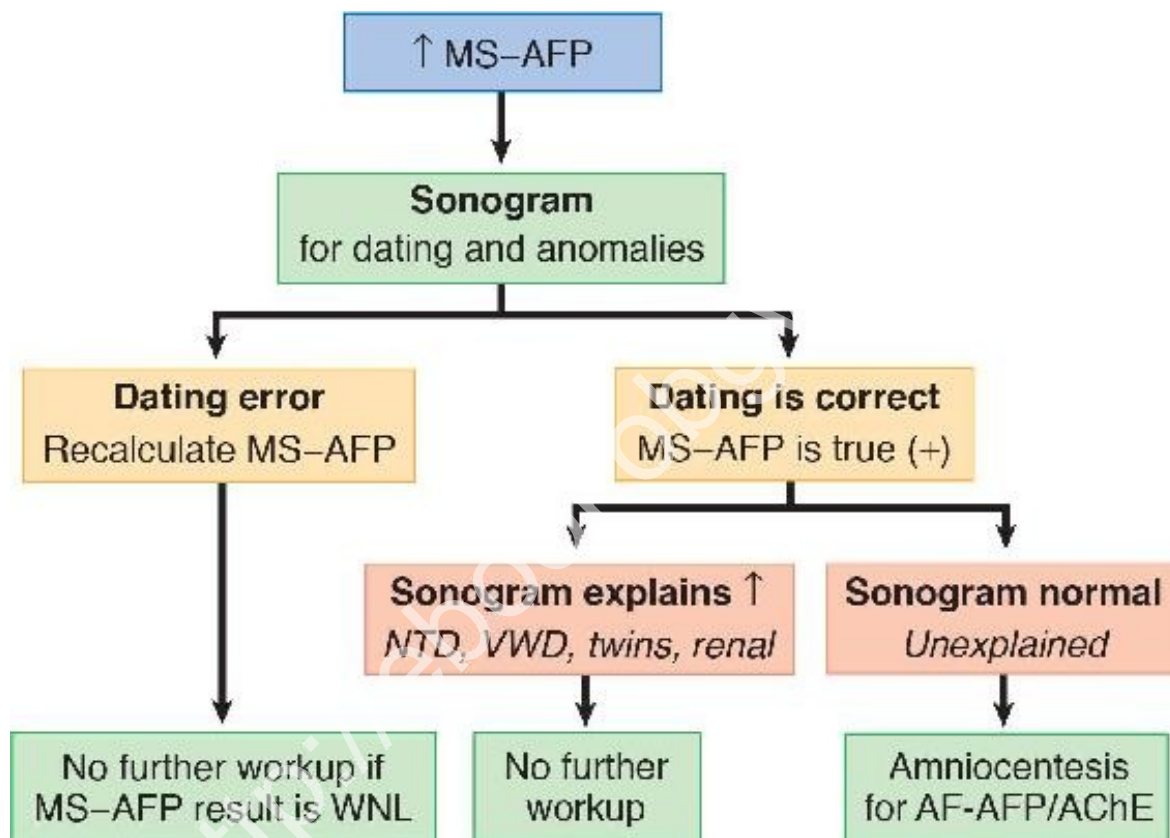 ↑ MS–AFP
Sonogram
for dating and anomalies
Dating error
Recalculate MS–AFP
Dating is correct
MS–AFP is true (+)
Sonogram explains ↑
NTD, VWD, twins, renal
Sonogram normal
Unexplained
No further workup if
MS–AFP result is WNL
No further
workup
Amniocentesis
for AF-AFP/AChE